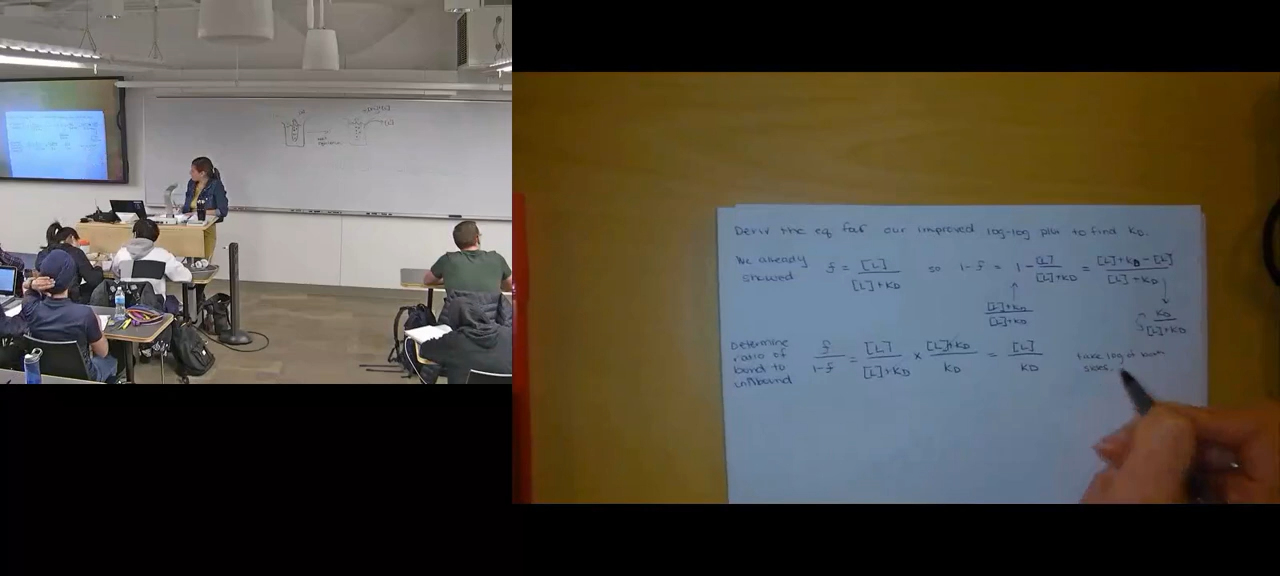 Deriv the eq for our improved log-log plot to find KD.
We already showed f = [L] / [L]+KD so 1-f = 1 - [L] / [L]+KD = [L]+KD-[L] / [L]+KD
[L]+KD / [L]+KD
KD / [L]+KD
Determine ratio of bound to unbound f / 1-f = [L] / [L]+KD × [L]+KD / KD = [L] / KD
take log of both sides.